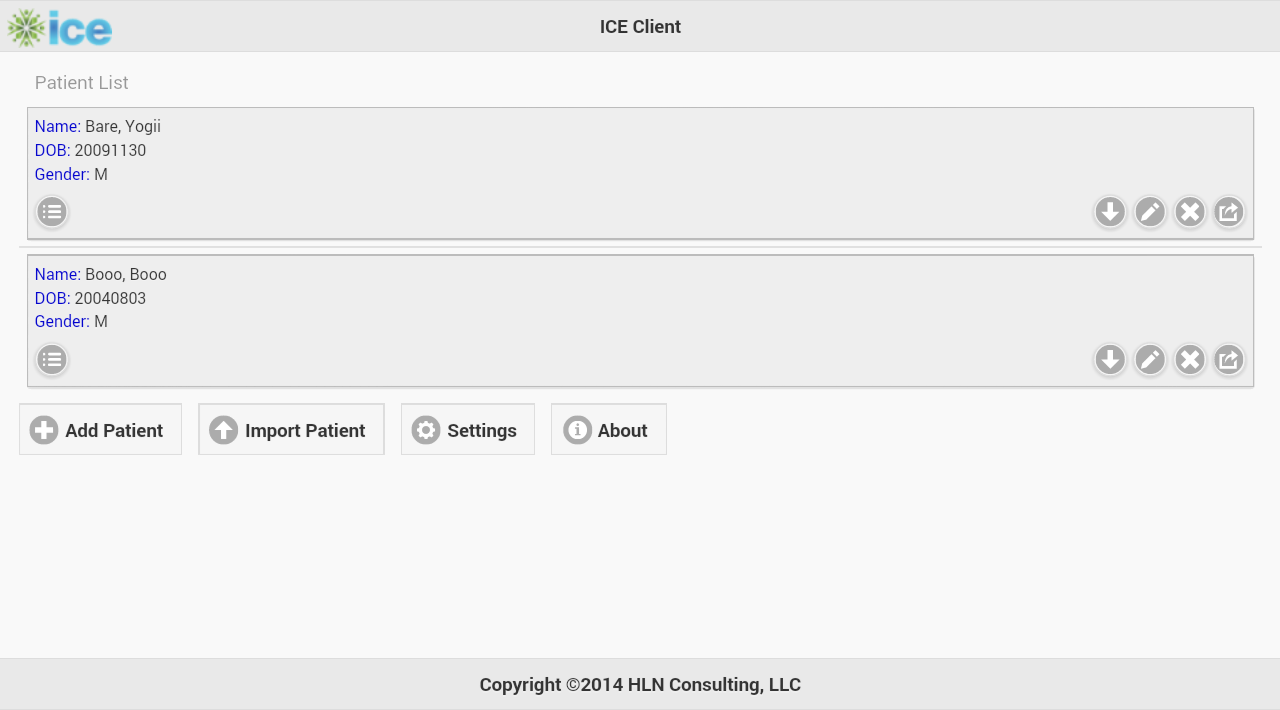 ice
ICE Client
Patient List
Name: Bare, Yogii
DOB: 20091130
Gender: M
Name: Booo, Booo
DOB: 20040803
Gender: M
Add Patient
Import Patient
Settings
About
Copyright ©2014 HLN Consulting, LLC